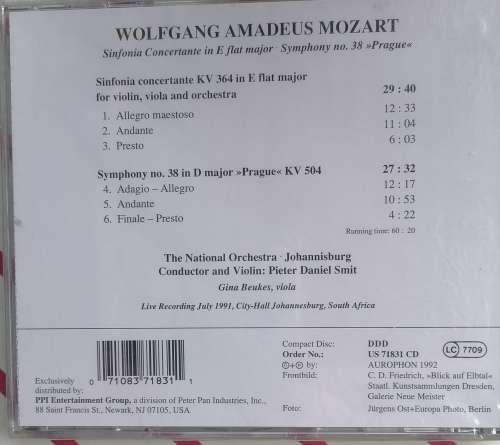 WOLFGANG AMADEUS MOZART
Sinfonia Concertante in E flat major · Symphony no. 38 »Prague«
Sinfonia concertante KV 364 in E flat major
for violin, viola and orchestra 29 : 40
1. Allegro maestoso 12 : 33
2. Andante 11 : 04
3. Presto 6 : 03
Symphony no. 38 in D major »Prague« KV 504 27 : 32
4. Adagio – Allegro 12 : 17
5. Andante 10 : 53
6. Finale – Presto 4 : 22
Running time: 60 : 20
The National Orchestra · Johannisburg
Conductor and Violin: Pieter Daniel Smit
Gina Beukes, viola
Live Recording July 1991, City-Hall Johannesburg, South Africa
0 71083 71831 1
Exclusively
distributed by:
PPI Entertainment Group, a division of Peter Pan Industries, Inc.,
88 Saint Francis St., Newark, NJ 07105, USA
Compact Disc: DDD
Order No.: US 71831 CD
©+℗ by: AUROPHON 1992
Frontbild: C. D. Friedrich, »Blick auf Elbtal«
Staatl. Kunstsammlungen Dresden,
Galerie Neue Meister
Foto: Jürgens Ost+Europa Photo, Berlin
LC 7709